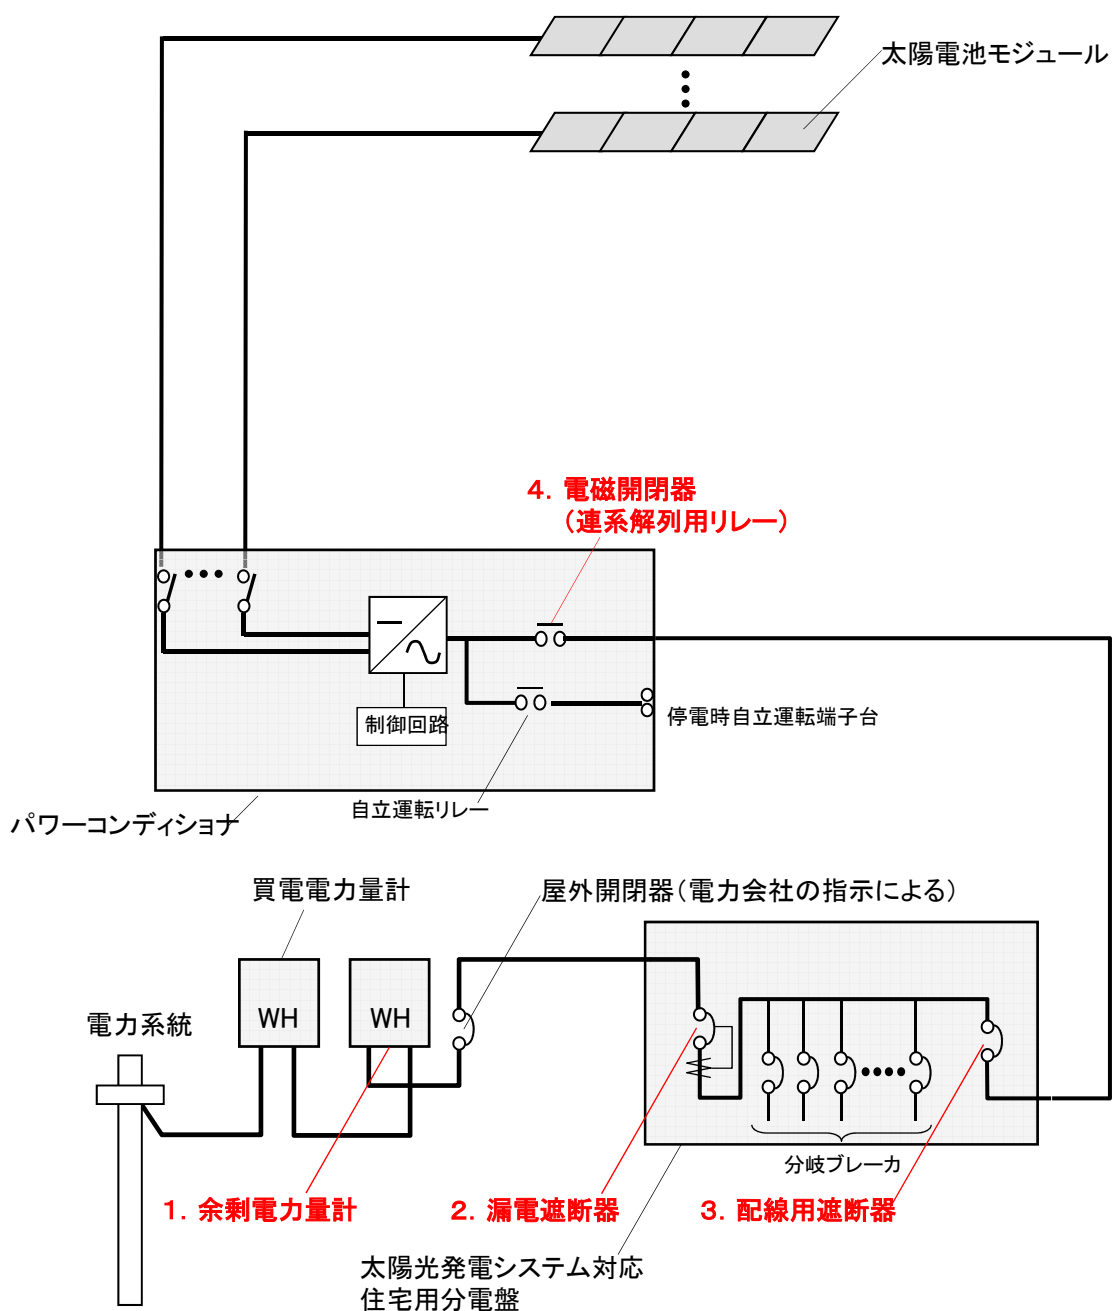 太陽電池モジュール
4．電磁開閉器
（連系解列用リレー）
制御回路
停電時自立運転端子台
自立運転リレー
パワーコンディショナ
買電電力量計
屋外開閉器（電力会社の指示による）
WH
WH
電力系統
分岐ブレーカ
1．余剰電力量計
2．漏電遮断器
3．配線用遮断器
太陽光発電システム対応
住宅用分電盤